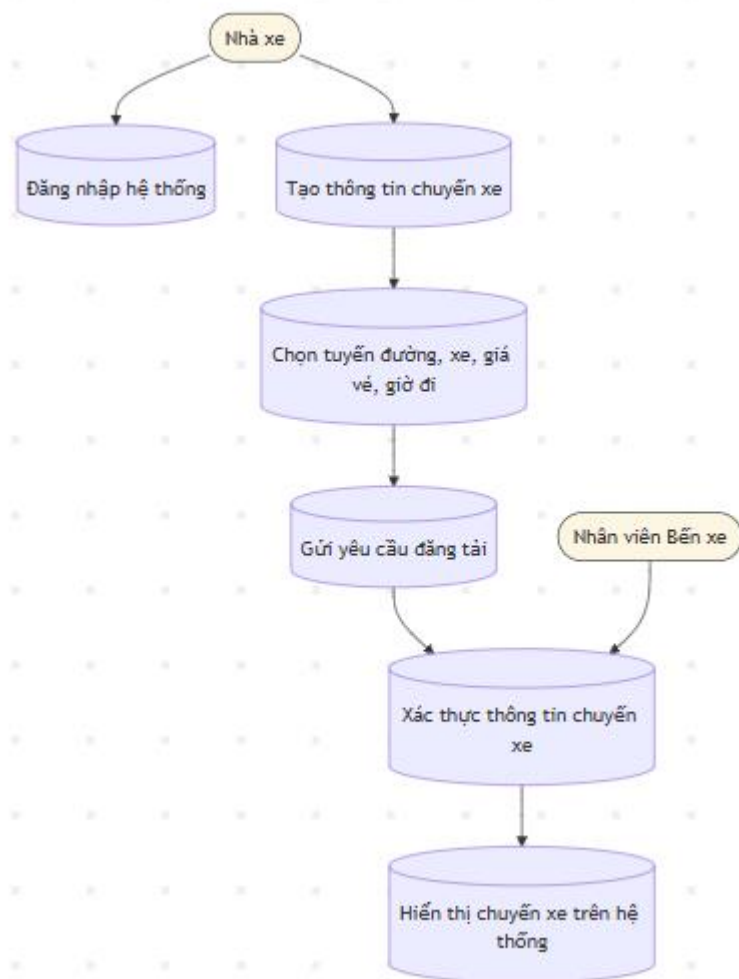 Nhà xe
Đăng nhập hệ thống
Tạo thông tin chuyến xe
Chọn tuyến đường, xe, giá
vé, giờ đi
Gửi yêu cầu đăng tải
Nhân viên Bến xe
Xác thực thông tin chuyến
xe
Hiển thị chuyến xe trên hệ
thống